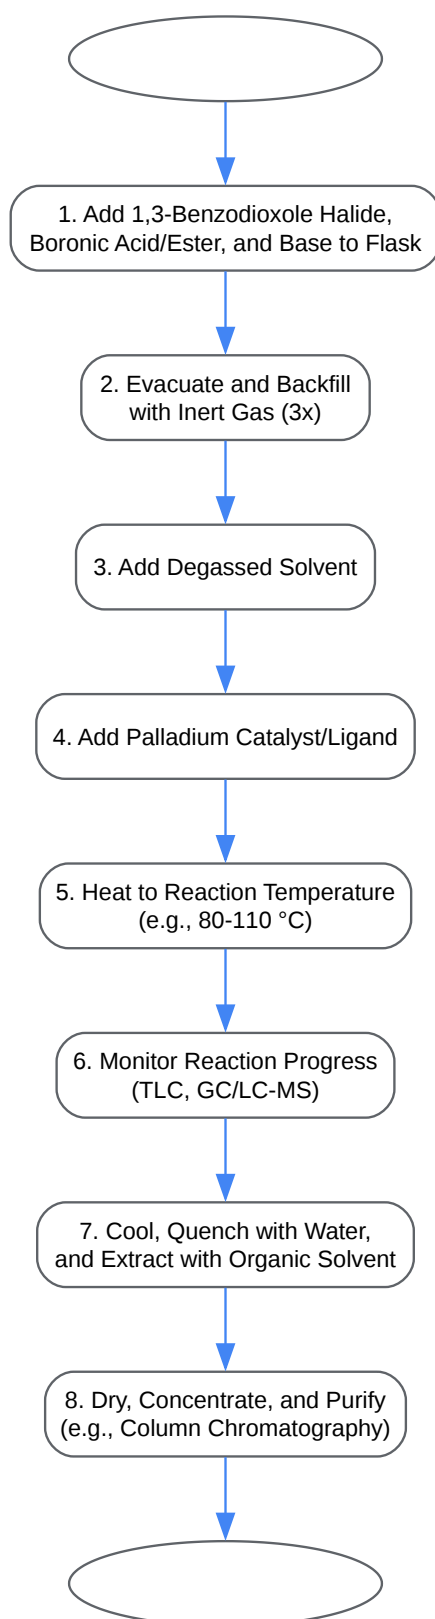 1. Add 1,3-Benzodioxole Halide,
Boronic Acid/Ester, and Base to Flask
2. Evacuate and Backfill
with Inert Gas (3x)
3. Add Degassed Solvent
4. Add Palladium Catalyst/Ligand
5. Heat to Reaction Temperature
(e.g., 80-110 °C)
6. Monitor Reaction Progress
(TLC, GC/LC-MS)
7. Cool, Quench with Water,
and Extract with Organic Solvent
8. Dry, Concentrate, and Purify
(e.g., Column Chromatography)